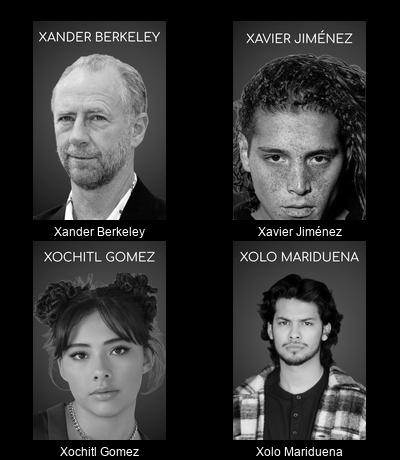 XANDER BERKELEY
XAVIER JIMÉNEZ
Xander Berkeley
Xavier Jiménez
XOCHITL GOMEZ
XOLO MARIDUENA
Xochitl Gomez
Xolo Mariduena